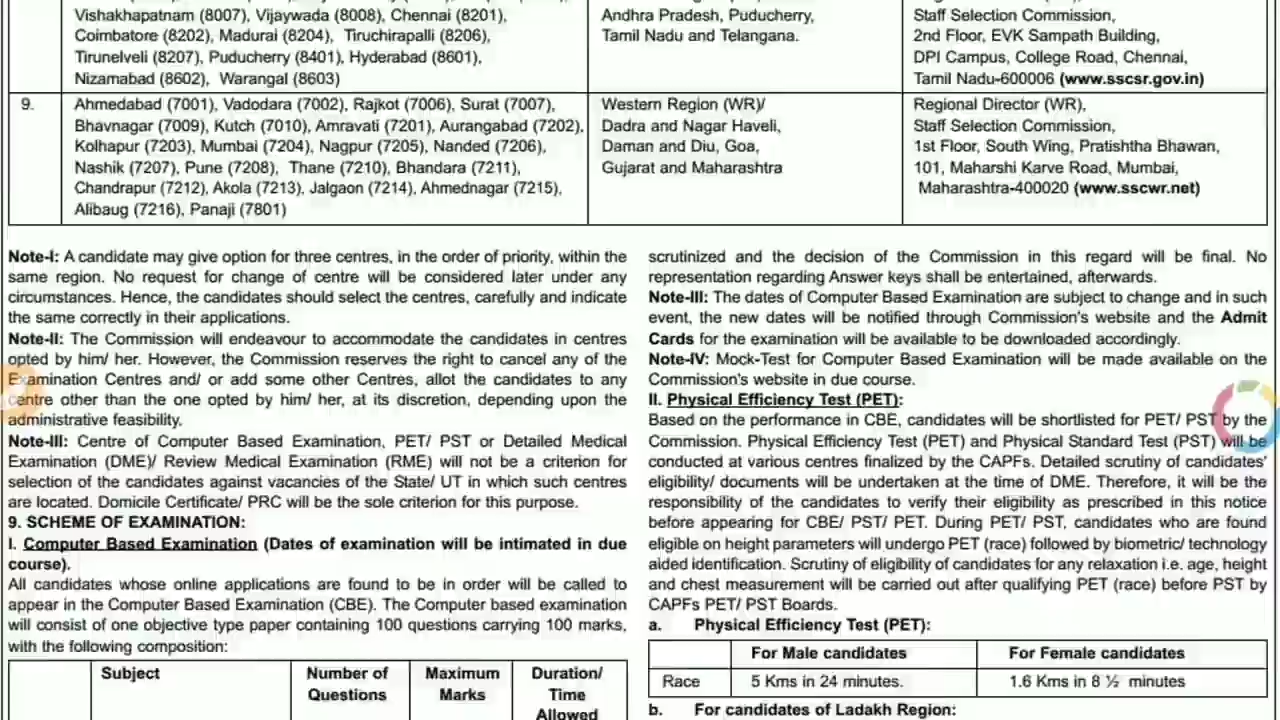 Vishakhapatnam (8007), Vijaywada (8008), Chennai (8201),
Coimbatore (8202), Madurai (8204), Tiruchirapalli (8206),
Tirunelveli (8207), Puducherry (8401), Hyderabad (8601),
Nizamabad (8602), Warangal (8603)
Andhra Pradesh, Puducherry,
Tamil Nadu and Telangana.
Staff Selection Commission,
2nd Floor, EVK Sampath Building,
DPI Campus, College Road, Chennai,
Tamil Nadu-600006 (www.sscsr.gov.in)
9.
Ahmedabad (7001), Vadodara (7002), Rajkot (7006), Surat (7007),
Bhavnagar (7009), Kutch (7010), Amravati (7201), Aurangabad (7202),
Kolhapur (7203), Mumbai (7204), Nagpur (7205), Nanded (7206),
Nashik (7207), Pune (7208), Thane (7210), Bhandara (7211),
Chandrapur (7212), Akola (7213), Jalgaon (7214), Ahmednagar (7215),
Alibaug (7216), Panaji (7801)
Western Region (WR)/
Dadra and Nagar Haveli,
Daman and Diu, Goa,
Gujarat and Maharashtra
Regional Director (WR),
Staff Selection Commission,
1st Floor, South Wing, Pratishtha Bhawan,
101, Maharshi Karve Road, Mumbai,
Maharashtra-400020 (www.sscwr.net)
Note-I: A candidate may give option for three centres, in the order of priority, within the
same region. No request for change of centre will be considered later under any
circumstances. Hence, the candidates should select the centres, carefully and indicate
the same correctly in their applications.
Note-II: The Commission will endeavour to accommodate the candidates in centres
opted by him/ her. However, the Commission reserves the right to cancel any of the
Examination Centres and/ or add some other Centres, allot the candidates to any
centre other than the one opted by him/ her, at its discretion, depending upon the
administrative feasibility.
Note-III: Centre of Computer Based Examination, PET/ PST or Detailed Medical
Examination (DME)/ Review Medical Examination (RME) will not be a criterion for
selection of the candidates against vacancies of the State/ UT in which such centres
are located. Domicile Certificate/ PRC will be the sole criterion for this purpose.
9. SCHEME OF EXAMINATION:
I. Computer Based Examination (Dates of examination will be intimated in due
course).
All candidates whose online applications are found to be in order will be called to
appear in the Computer Based Examination (CBE). The Computer based examination
will consist of one objective type paper containing 100 questions carrying 100 marks,
with the following composition:
Subject
Number of
Questions
Maximum
Marks
Duration/
Time
Allowed
scrutinized and the decision of the Commission in this regard will be final. No
representation regarding Answer keys shall be entertained, afterwards.
Note-III: The dates of Computer Based Examination are subject to change and in such
event, the new dates will be notified through Commission's website and the Admit
Cards for the examination will be available to be downloaded accordingly.
Note-IV: Mock-Test for Computer Based Examination will be made available on the
Commission's website in due course.
II. Physical Efficiency Test (PET):
Based on the performance in CBE, candidates will be shortlisted for PET/ PST by the
Commission. Physical Efficiency Test (PET) and Physical Standard Test (PST) will be
conducted at various centres finalized by the CAPFs. Detailed scrutiny of candidates'
eligibility/ documents will be undertaken at the time of DME. Therefore, it will be the
responsibility of the candidates to verify their eligibility as prescribed in this notice
before appearing for CBE/ PST/ PET. During PET/ PST, candidates who are found
eligible on height parameters will undergo PET (race) followed by biometric/ technology
aided identification. Scrutiny of eligibility of candidates for any relaxation i.e. age, height
and chest measurement will be carried out after qualifying PET (race) before PST by
CAPFs PET/ PST Boards.
a. Physical Efficiency Test (PET):
For Male candidates
For Female candidates
Race
5 Kms in 24 minutes.
1.6 Kms in 8 ½ minutes
b. For candidates of Ladakh Region: